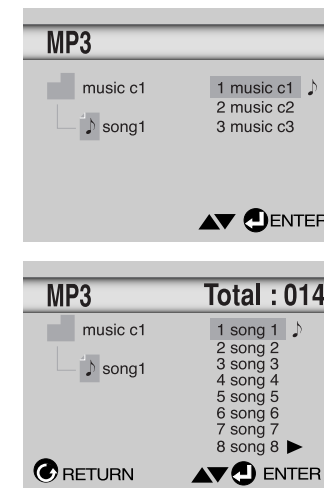 MP3
music c1
song1
1 music c1
2 music c2
3 music c3
ENTER
MP3 Total : 014
music c1
song1
1 song 1
2 song 2
3 song 3
4 song 4
5 song 5
6 song 6
7 song 7
8 song 8
RETURN ENTER